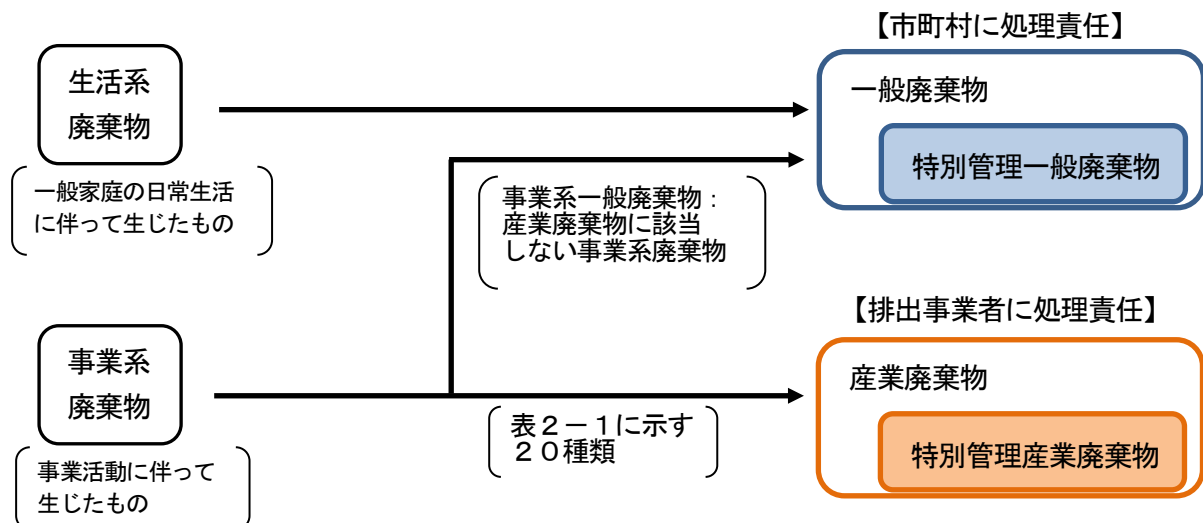 【市町村に処理責任】
生活系
廃棄物
一般家庭の日常生活
に伴って生じたもの
一般廃棄物
特別管理一般廃棄物
事業系一般廃棄物：
産業廃棄物に該当
しない事業系廃棄物
【排出事業者に処理責任】
事業系
廃棄物
事業活動に伴って
生じたもの
表２－１に示す
２０種類
産業廃棄物
特別管理産業廃棄物